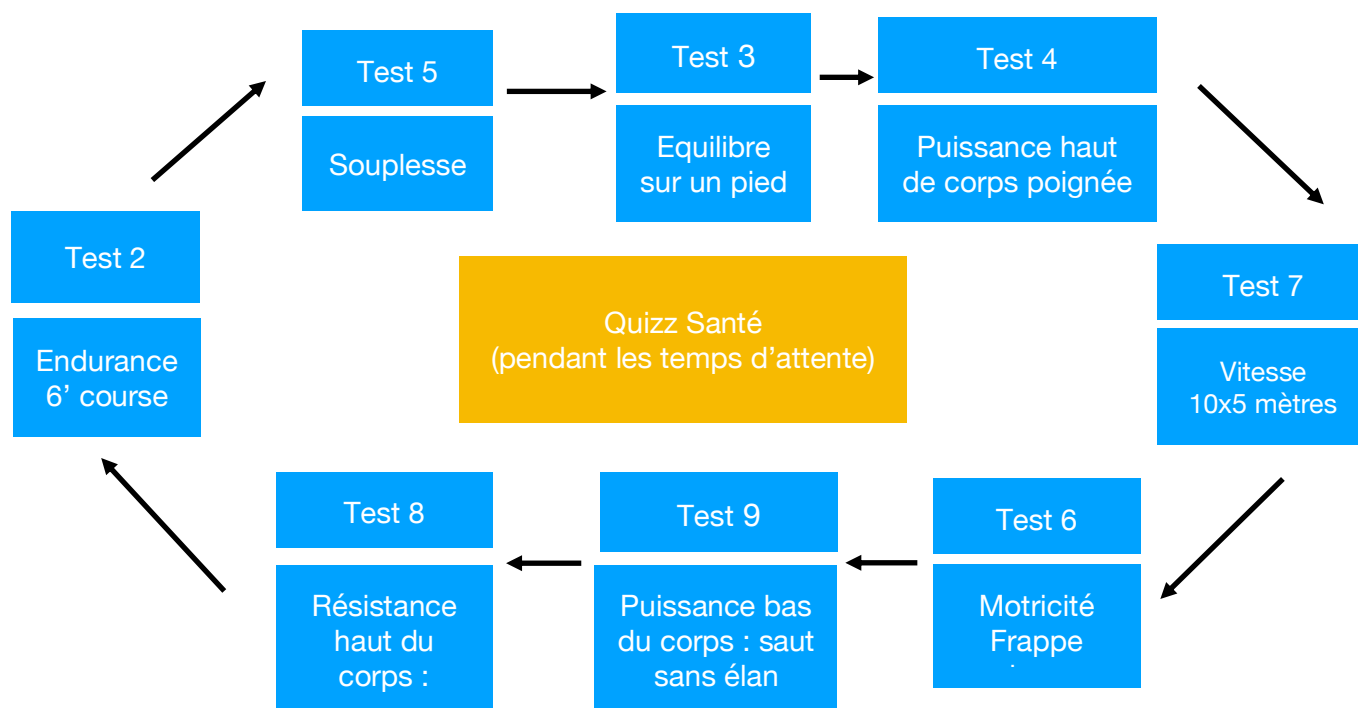 Test 5
Souplesse
Test 3
Equilibre
sur un pied
Test 4
Puissance haut
de corps poignée
Test 2
Endurance
6’ course
Quizz Santé
(pendant les temps d’attente)
Test 7
Vitesse
10x5 mètres
Test 8
Résistance
haut du
corps :
Test 9
Puissance bas
du corps : saut
sans élan
Test 6
Motricité
Frappe